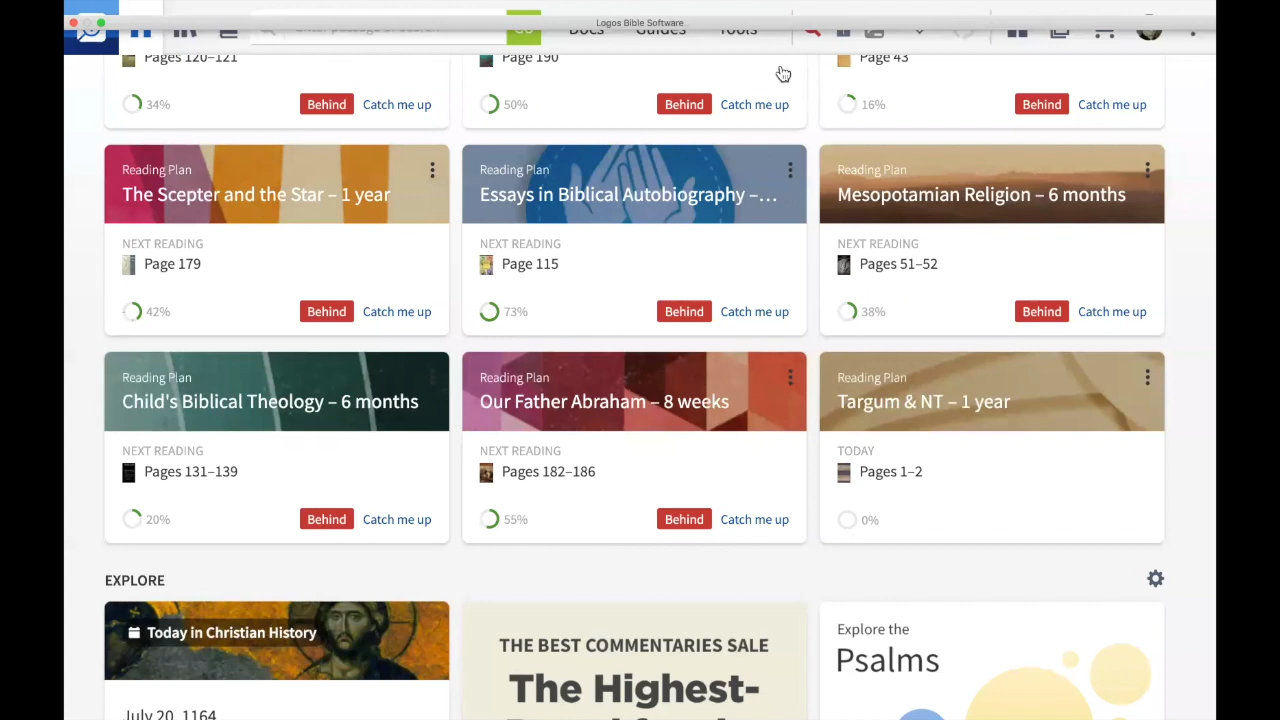 Logos Bible Software
GO Docs Guides Tools
Pages 120–121
34% Behind Catch me up
Page 190
50% Behind Catch me up
Page 43
16% Behind Catch me up
Reading Plan
The Scepter and the Star – 1 year
NEXT READING
Page 179
42% Behind Catch me up
Reading Plan
Essays in Biblical Autobiography –...
NEXT READING
Page 115
73% Behind Catch me up
Reading Plan
Mesopotamian Religion – 6 months
NEXT READING
Pages 51–52
38% Behind Catch me up
Reading Plan
Child's Biblical Theology – 6 months
NEXT READING
Pages 131–139
20% Behind Catch me up
Reading Plan
Our Father Abraham – 8 weeks
NEXT READING
Pages 182–186
55% Behind Catch me up
Reading Plan
Targum & NT – 1 year
TODAY
Pages 1–2
0%
EXPLORE
Today in Christian History
July 20, 1164
THE BEST COMMENTARIES SALE
The Highest-
Explore the
Psalms